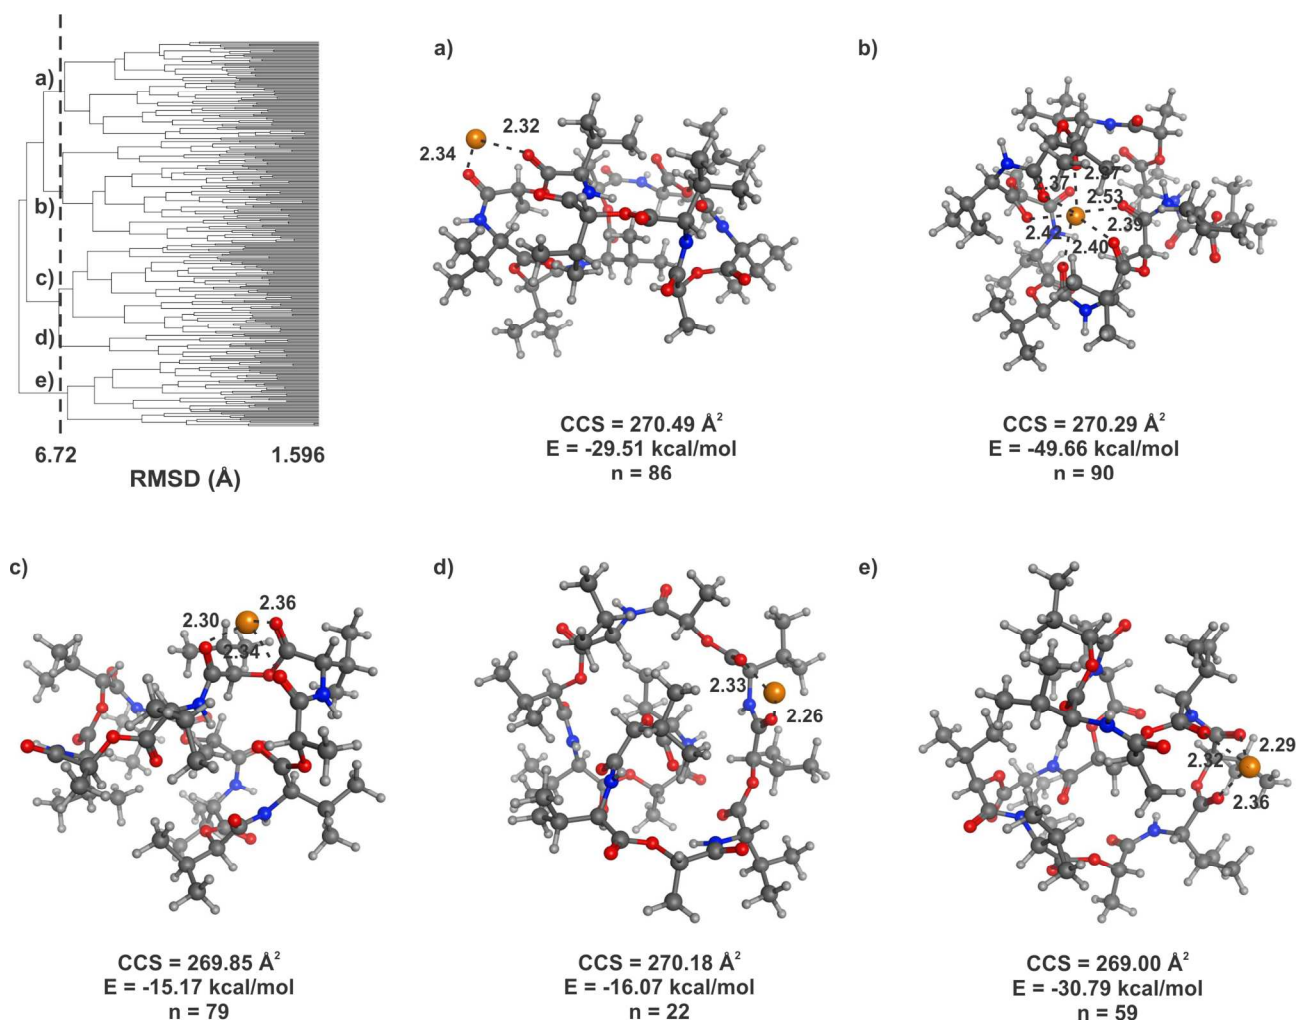 a)
b)
c)
d)
e)
6.72
1.596
RMSD (Å)
a)
2.32
2.34
CCS = 270.49 Å²
E = -29.51 kcal/mol
n = 86
b)
2.37
2.53
2.39
2.42
2.40
CCS = 270.29 Å²
E = -49.66 kcal/mol
n = 90
c)
2.36
2.30
2.34
CCS = 269.85 Å²
E = -15.17 kcal/mol
n = 79
d)
2.33
2.26
CCS = 270.18 Å²
E = -16.07 kcal/mol
n = 22
e)
2.29
2.32
2.36
CCS = 269.00 Å²
E = -30.79 kcal/mol
n = 59